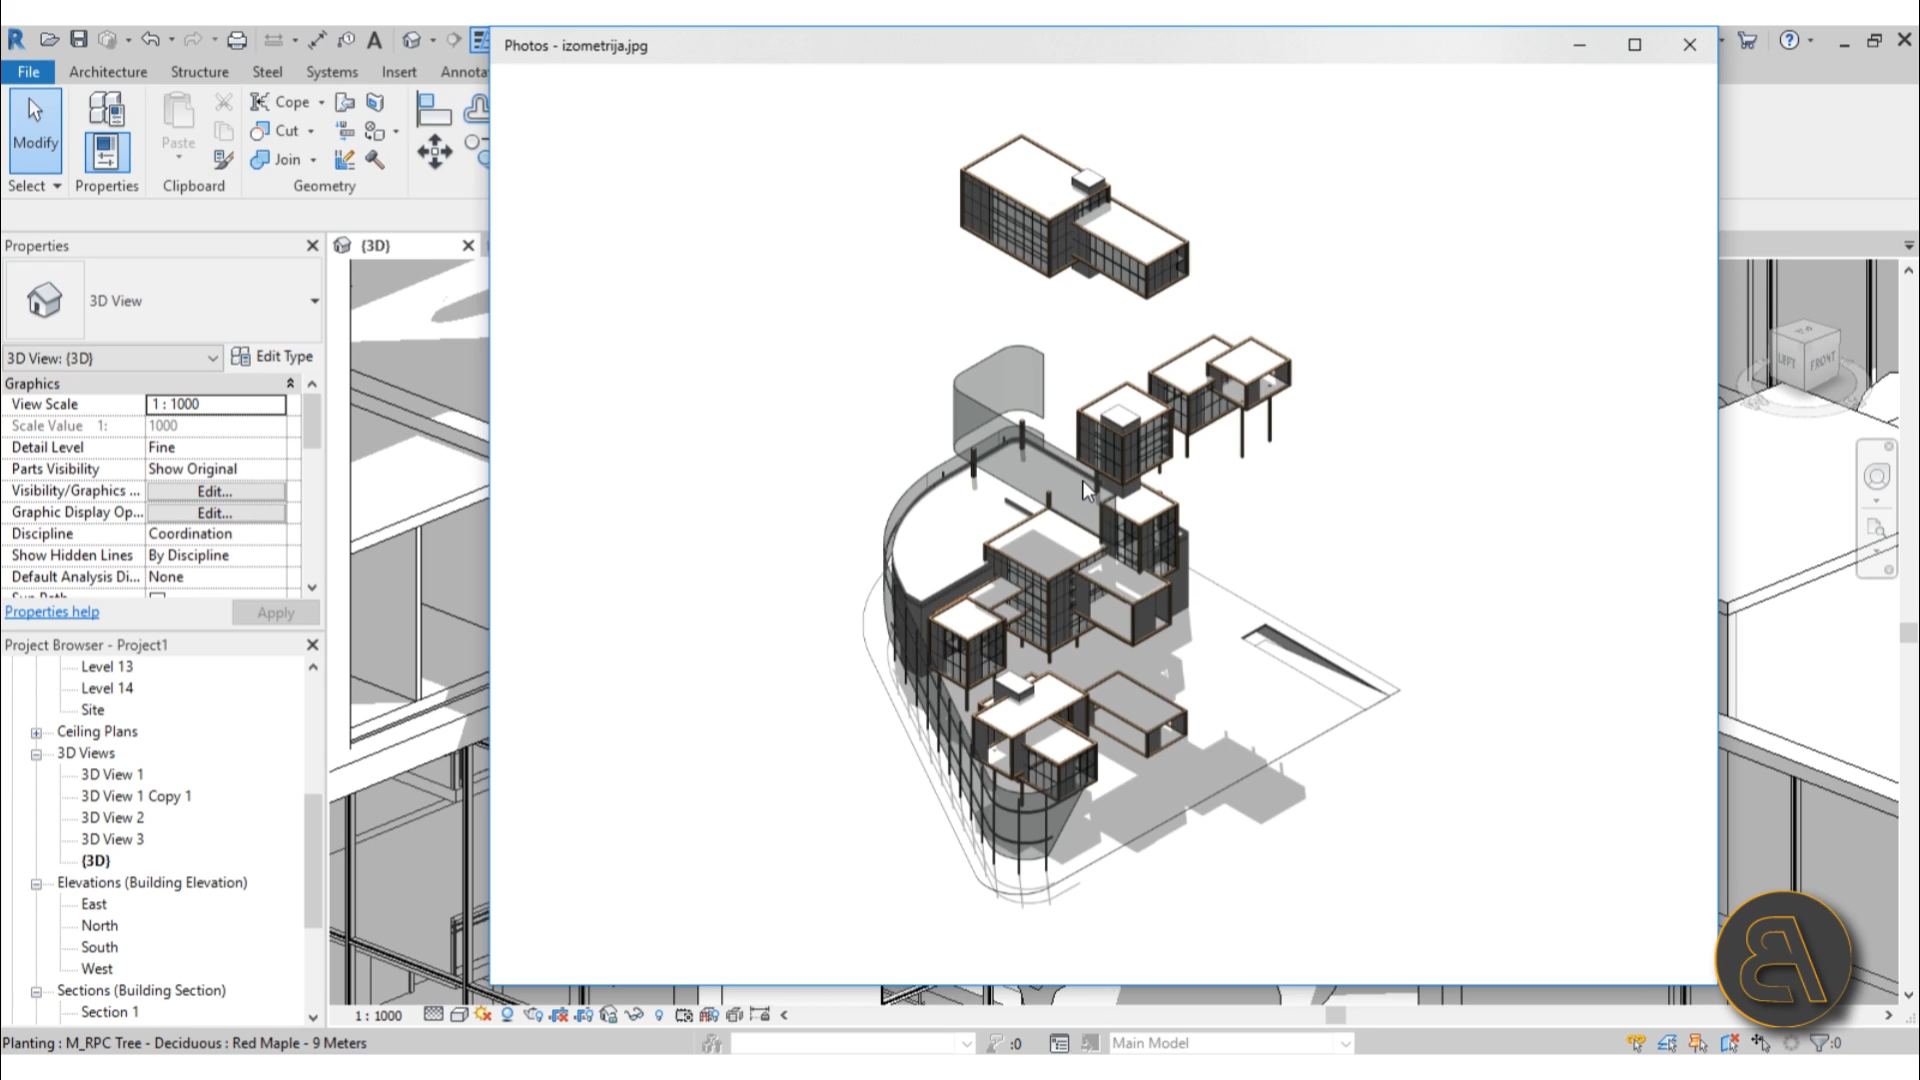 Photos - izometrija.jpg
File Architecture Structure Steel Systems Insert Annota
Modify
Cope
Cut
Join
Paste
Select Properties Clipboard Geometry
Properties
{3D}
3D View
3D View: {3D}
Edit Type
Graphics
View Scale 1 : 1000
Scale Value 1: 1000
Detail Level Fine
Parts Visibility Show Original
Visibility/Graphics ... Edit...
Graphic Display Op... Edit...
Discipline Coordination
Show Hidden Lines By Discipline
Default Analysis Di... None
Sun Path
Properties help
Apply
Project Browser - Project1
Level 13
Level 14
Site
Ceiling Plans
3D Views
3D View 1
3D View 1 Copy 1
3D View 2
3D View 3
{3D}
Elevations (Building Elevation)
East
North
South
West
Sections (Building Section)
Section 1
LEFT
FRONT
1 : 1000
Planting : M_RPC Tree - Deciduous : Red Maple - 9 Meters
:0
Main Model
:0